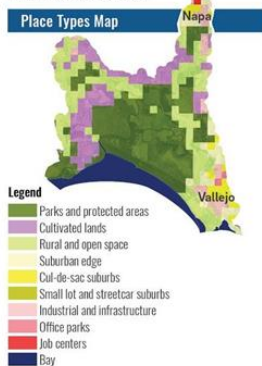 Napa
Place Types Map
Vallejo
Legend
Parks and protected areas
Cultivated lands
Rural and open space
Suburban edge
Cul-de-sac suburbs
Small lot and streetcar suburbs
Industrial and infrastructure
Office parks
Job centers
Bay